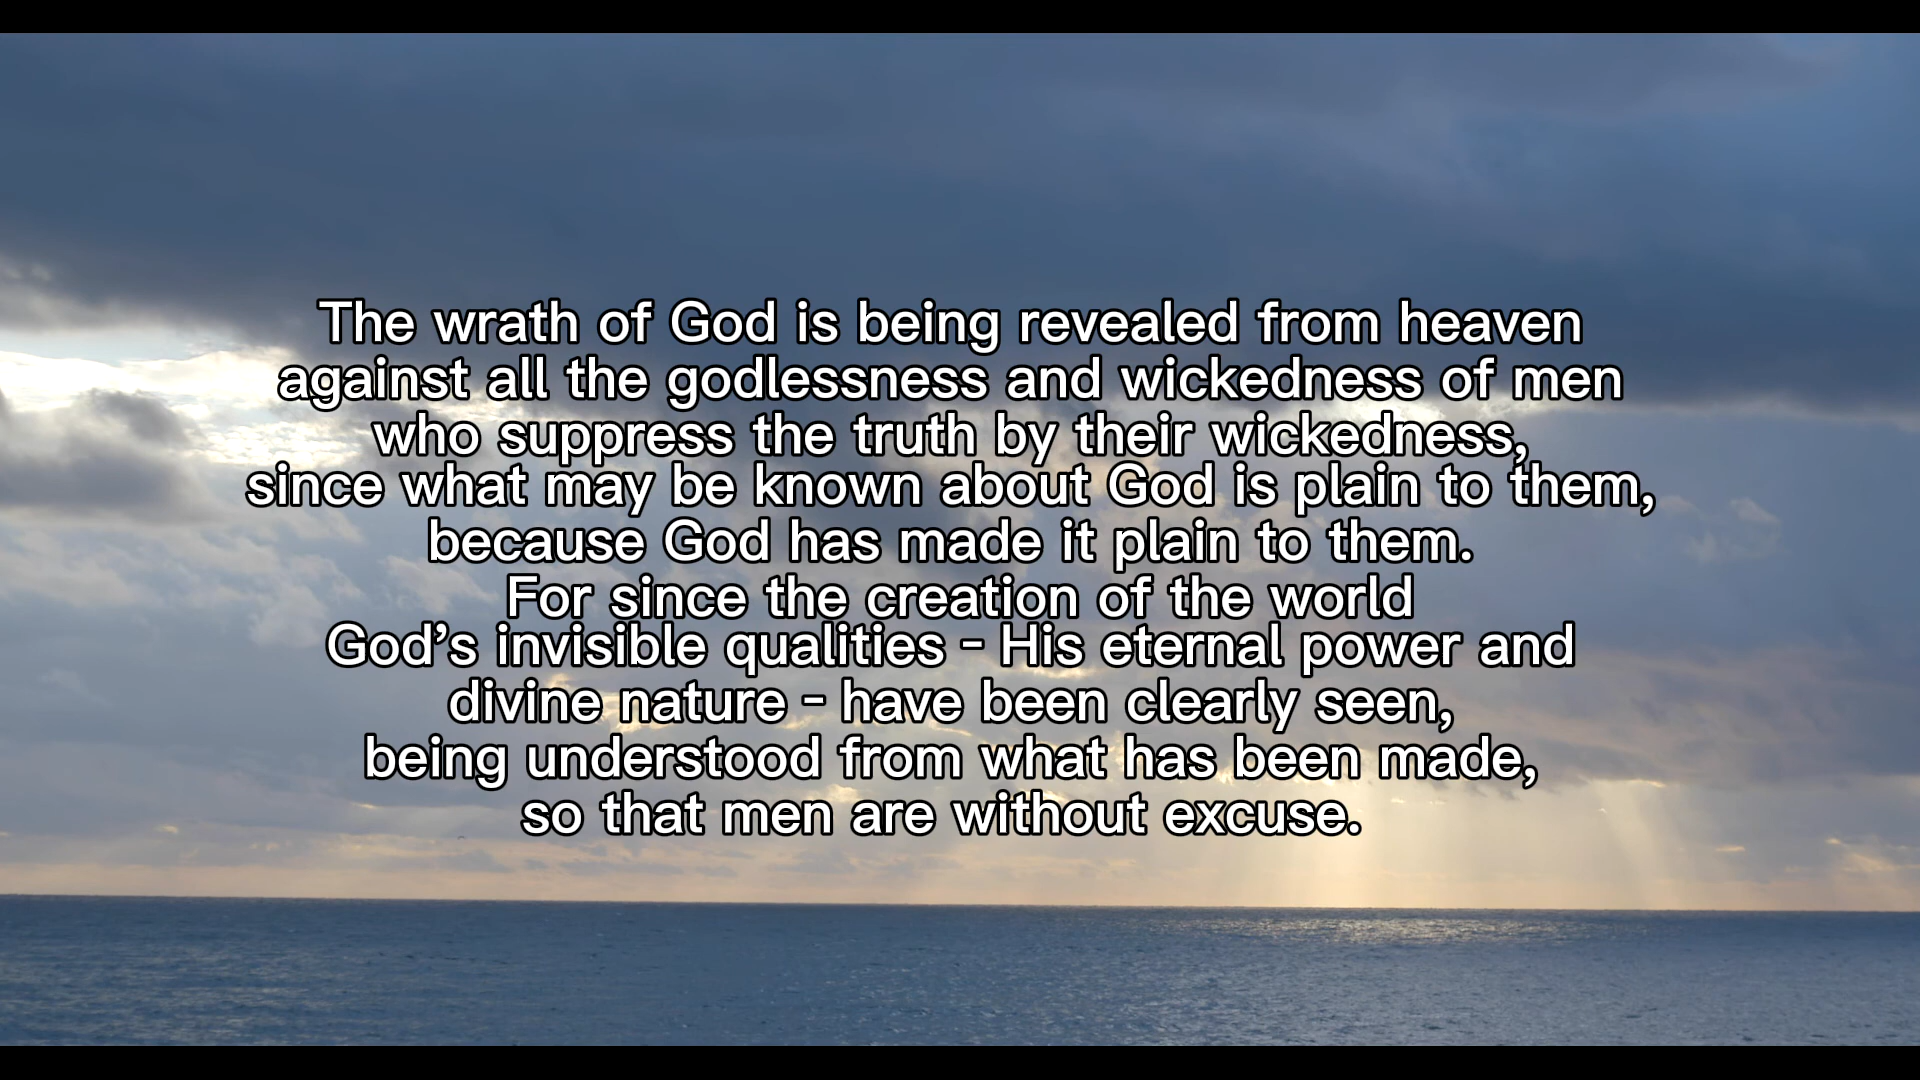 The wrath of God is being revealed from heaven
against all the godlessness and wickedness of men
who suppress the truth by their wickedness,
since what may be known about God is plain to them,
because God has made it plain to them.
For since the creation of the world
God’s invisible qualities - His eternal power and
divine nature - have been clearly seen,
being understood from what has been made,
so that men are without excuse.